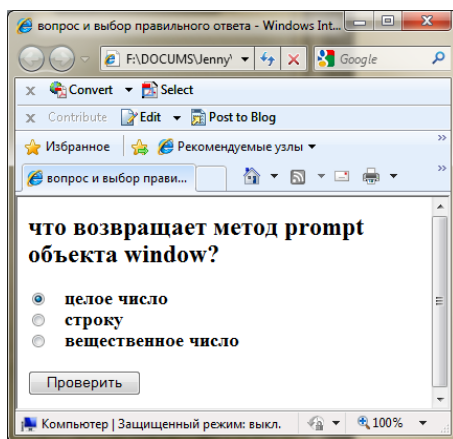 вопрос и выбор правильного ответа - Windows Int...
F:\DOCUMS\Jenny\ Google
x Convert Select
x Contribute Edit Post to Blog
Избранное Рекомендуемые узлы »
вопрос и выбор прави... »
что возвращает метод prompt
объекта window?
целое число
строку
вещественное число
Проверить
Компьютер | Защищенный режим: выкл. 100%